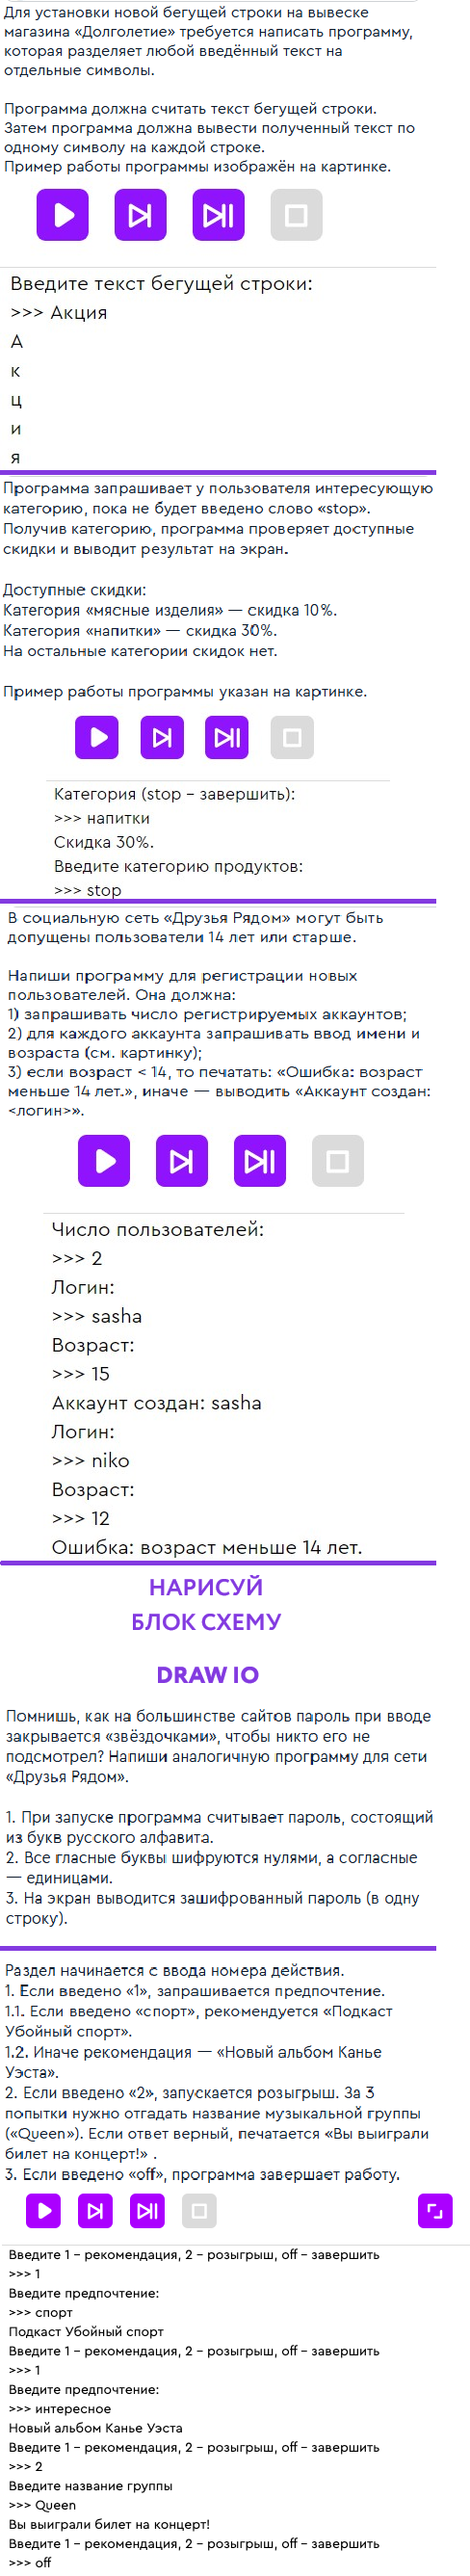 Для установки новой бегущей строки на вывеске
магазина «Долголетие» требуется написать программу,
которая разделяет любой введённый текст на
отдельные символы.
Программа должна считать текст бегущей строки.
Затем программа должна вывести полученный текст по
одному символу на каждой строке.
Пример работы программы изображён на картинке.
Введите текст бегущей строки:
>>> Акция
А
к
ц
и
я
Программа запрашивает у пользователя интересующую
категорию, пока не будет введено слово «stop».
Получив категорию, программа проверяет доступные
скидки и выводит результат на экран.
Доступные скидки:
Категория «мясные изделия» — скидка 10%.
Категория «напитки» — скидка 30%.
На остальные категории скидок нет.
Пример работы программы указан на картинке.
Категория (stop – завершить):
>>> напитки
Скидка 30%.
Введите категорию продуктов:
>>> stop
В социальную сеть «Друзья Рядом» могут быть
допущены пользователи 14 лет или старше.
Напиши программу для регистрации новых
пользователей. Она должна:
1) запрашивать число регистрируемых аккаунтов;
2) для каждого аккаунта запрашивать ввод имени и
возраста (см. картинку);
3) если возраст < 14, то печатать: «Ошибка: возраст
меньше 14 лет.», иначе — выводить «Аккаунт создан:
<логин>».
Число пользователей:
>>> 2
Логин:
>>> sasha
Возраст:
>>> 15
Аккаунт создан: sasha
Логин:
>>> niko
Возраст:
>>> 12
Ошибка: возраст меньше 14 лет.
НАРИСУЙ
БЛОК СХЕМУ
DRAW IO
Помнишь, как на большинстве сайтов пароль при вводе
закрывается «звёздочками», чтобы никто его не
подсмотрел? Напиши аналогичную программу для сети
«Друзья Рядом».
1. При запуске программа считывает пароль, состоящий
из букв русского алфавита.
2. Все гласные буквы шифруются нулями, а согласные
— единицами.
3. На экран выводится зашифрованный пароль (в одну
строку).
Раздел начинается с ввода номера действия.
1. Если введено «1», запрашивается предпочтение.
1.1. Если введено «спорт», рекомендуется «Подкаст
Убойный спорт».
1.2. Иначе рекомендация — «Новый альбом Канье
Уэста».
2. Если введено «2», запускается розыгрыш. За 3
попытки нужно отгадать название музыкальной группы
(«Queen»). Если ответ верный, печатается «Вы выиграли
билет на концерт!» .
3. Если введено «off», программа завершает работу.
Введите 1 – рекомендация, 2 – розыгрыш, off – завершить
>>> 1
Введите предпочтение:
>>> спорт
Подкаст Убойный спорт
Введите 1 – рекомендация, 2 – розыгрыш, off – завершить
>>> 1
Введите предпочтение:
>>> интересное
Новый альбом Канье Уэста
Введите 1 – рекомендация, 2 – розыгрыш, off – завершить
>>> 2
Введите название группы
>>> Queen
Вы выиграли билет на концерт!
Введите 1 – рекомендация, 2 – розыгрыш, off – завершить
>>> off